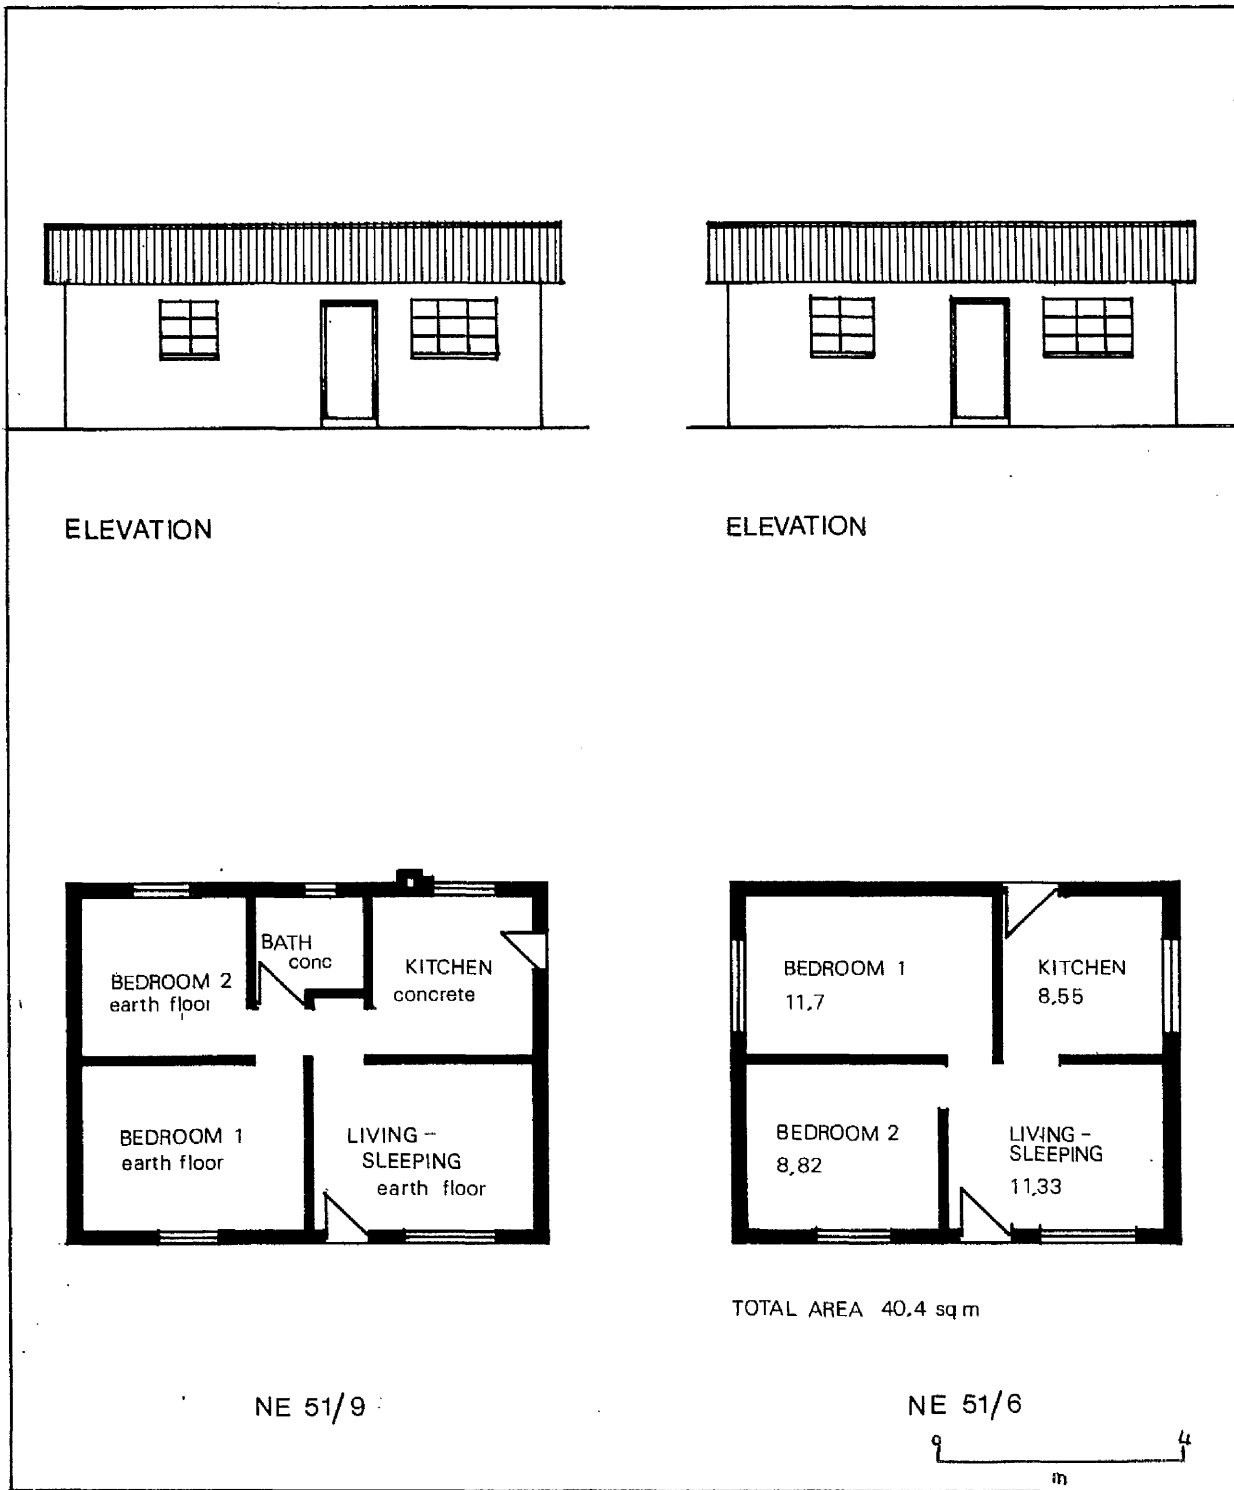 ELEVATION
ELEVATION
BEDROOM 2
earth floor
BATH
conc
KITCHEN
concrete
BEDROOM 1
earth floor
LIVING –
SLEEPING
earth floor
BEDROOM 1
11,7
KITCHEN
8,55
BEDROOM 2
8,82
LIVING –
SLEEPING
11,33
TOTAL AREA 40,4 sq m
NE 51/9
NE 51/6
0 4
m